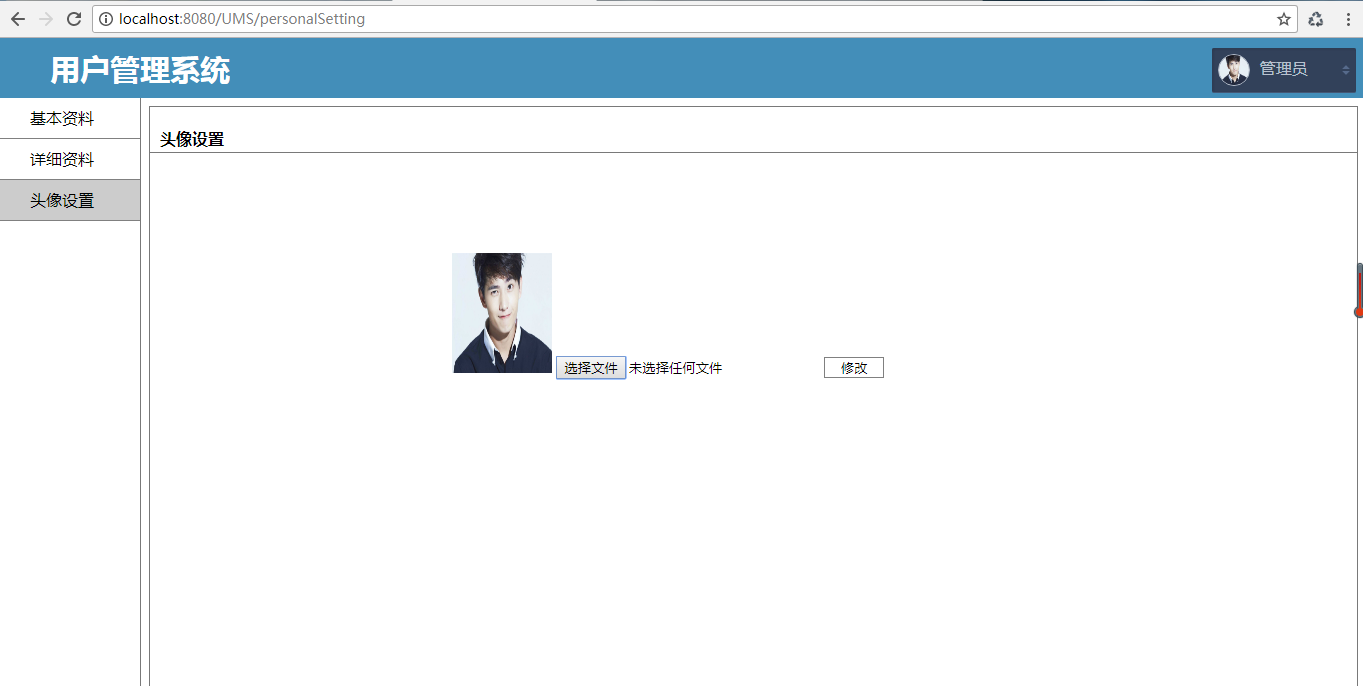 localhost:8080/UMS/personalSetting
用户管理系统
管理员
基本资料
详细资料
头像设置
头像设置
选择文件 未选择任何文件 修改